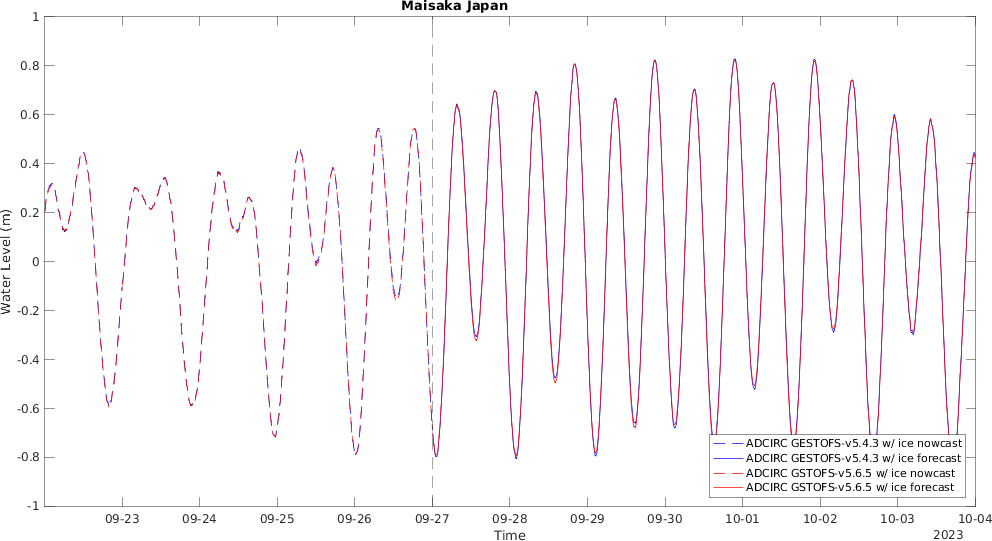 Maisaka Japan
1
0.8
0.6
0.4
0.2
0
-0.2
-0.4
-0.6
-0.8
-1
Water Level (m)
ADCIRC GESTOFS-v5.4.3 w/ ice nowcast
ADCIRC GESTOFS-v5.4.3 w/ ice forecast
ADCIRC GSTOFS-v5.6.5 w/ ice nowcast
ADCIRC GSTOFS-v5.6.5 w/ ice forecast
09-23 09-24 09-25 09-26 09-27 09-28 09-29 09-30 10-01 10-02 10-03 10-04
Time
2023